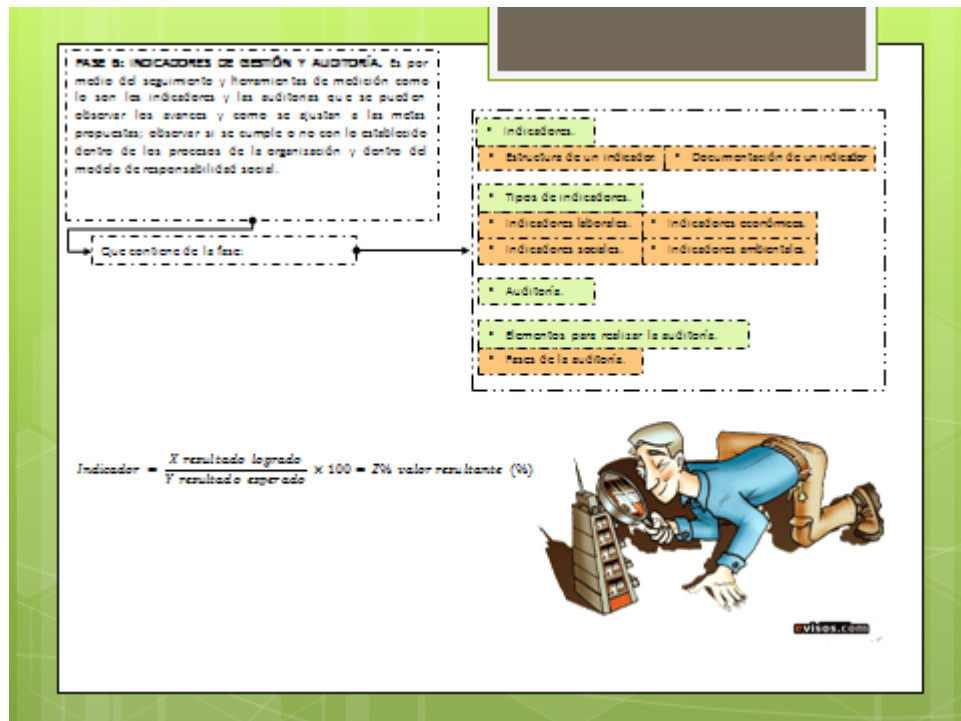 FASE 6: INDICADORES DE GESTIÓN Y AUDITORÍA. Es por
medio del seguimiento y herramientas de medición como
lo son los indicadores y las auditorias que se pueden
observar los avances y como se ajustan a las metas
propuestas; observar si se cumple o no con lo establecido
dentro de los procesos de la organización y dentro del
modelo de responsabilidad social.
Que contiene de la fase:
• Indicadores.
• Estructura de un indicador. • Documentación de un indicador
• Tipos de indicadores.
• Indicadores laborales. • Indicadores económicos.
• Indicadores sociales. • Indicadores ambientales.
• Auditoría.
• Elementos para realizar la auditoría.
• Fases de la auditoría.
Indicador = X resultado logrado / Y resultado esperado × 100 = Z% valor resultante (%)
evisos.com